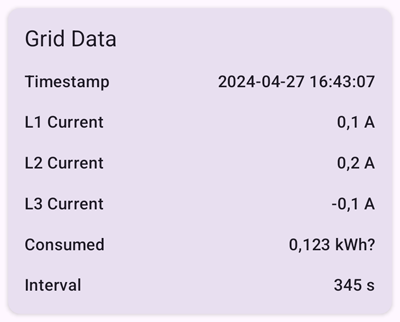 Grid Data
Timestamp 2024-04-27 16:43:07
L1 Current 0,1 A
L2 Current 0,2 A
L3 Current -0,1 A
Consumed 0,123 kWh?
Interval 345 s